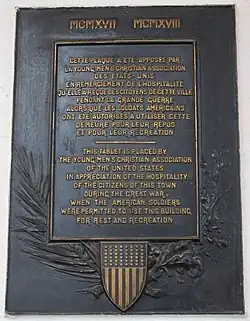 MCMXVII MCMXVIII
CETTE PLAQUE A ÉTÉ APPOSÉE PAR
LA YOUNG MEN'S CHRISTIAN ASSOCIATION
DES ETATS-UNIS
EN REMERCIEMENT DE L'HOSPITALITE
QU'ELLE A REÇUE DES CITOYENS DE CETTE VILLE
PENDANT LA GRANDE GUERRE
ALORS QUE LES SOLDATS AMERICAINS
ONT ÉTÉ AUTORISÉS A UTILISER CETTE
DEMEURE POUR LEUR REPOS
ET POUR LEUR RECREATION
THIS TABLET IS PLACED BY
THE YOUNG MEN'S CHRISTIAN ASSOCIATION
OF THE UNITED STATES
IN APPRECIATION OF THE HOSPITALITY
OF THE CITIZENS OF THIS TOWN
DURING THE GREAT WAR,
WHEN THE AMERICAN SOLDIERS
WERE PERMITTED TO USE THIS BUILDING
FOR REST AND RECREATION